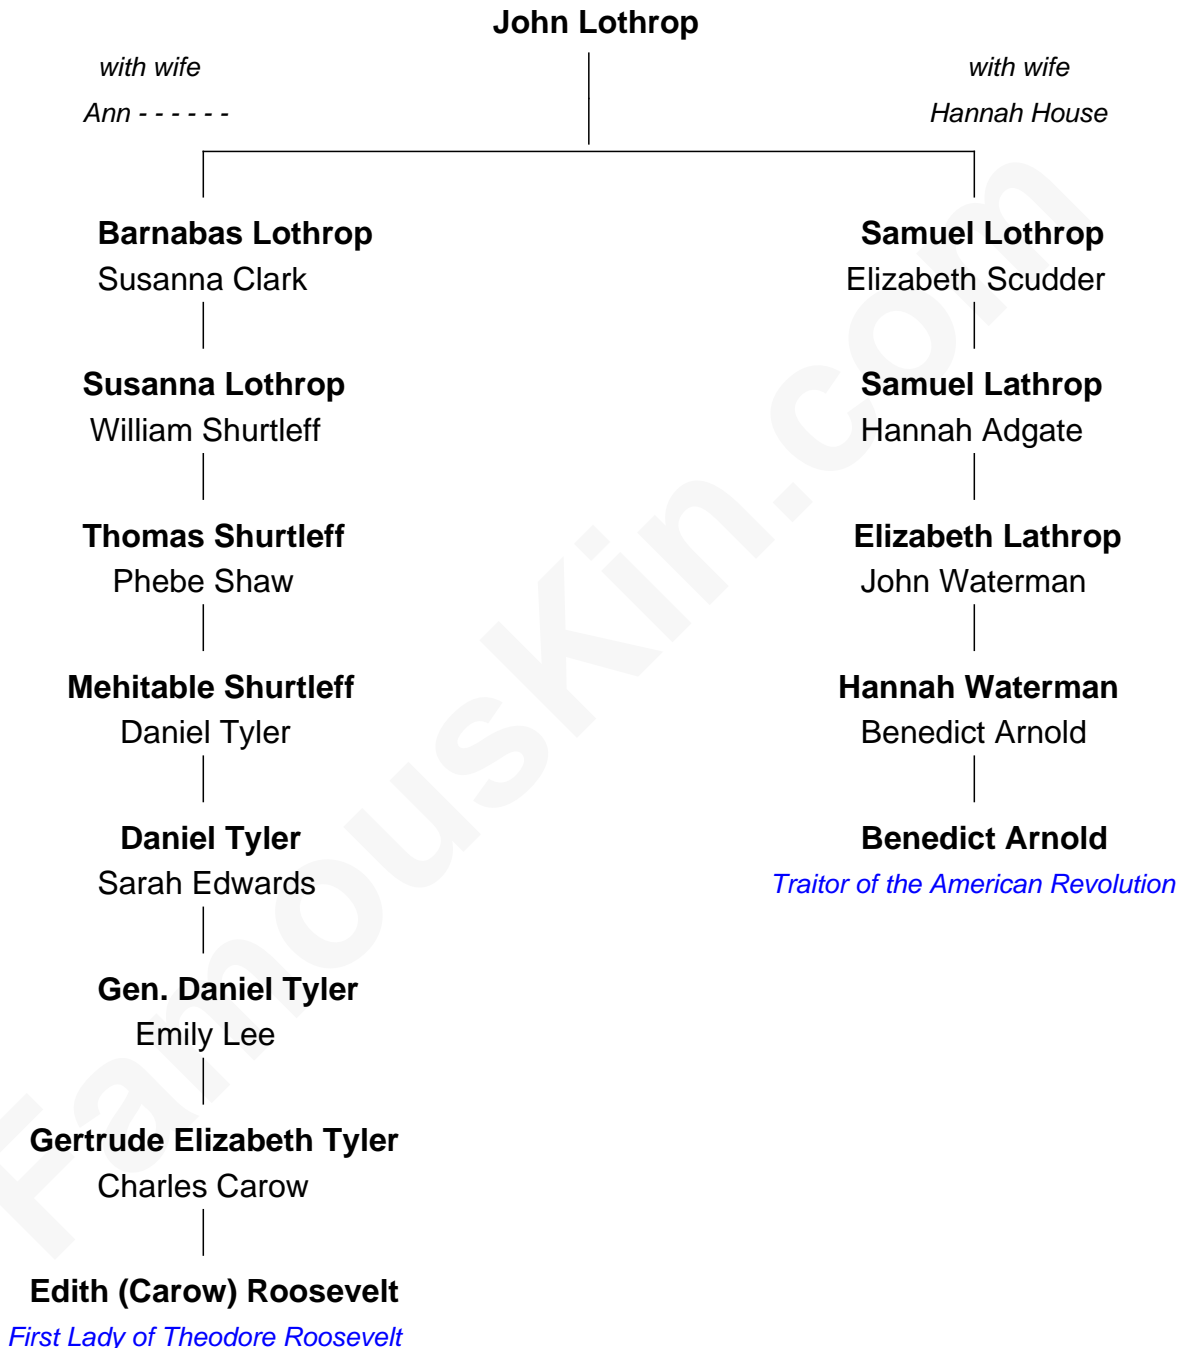 John Lothrop
with wife
Ann - - - - - -
with wife
Hannah House
Barnabas Lothrop
Susanna Clark
Samuel Lothrop
Elizabeth Scudder
Susanna Lothrop
William Shurtleff
Samuel Lathrop
Hannah Adgate
Thomas Shurtleff
Phebe Shaw
Elizabeth Lathrop
John Waterman
Mehitable Shurtleff
Daniel Tyler
Hannah Waterman
Benedict Arnold
Daniel Tyler
Sarah Edwards
Benedict Arnold
Traitor of the American Revolution
Gen. Daniel Tyler
Emily Lee
Gertrude Elizabeth Tyler
Charles Carow
Edith (Carow) Roosevelt
First Lady of Theodore Roosevelt
FamousKin.com